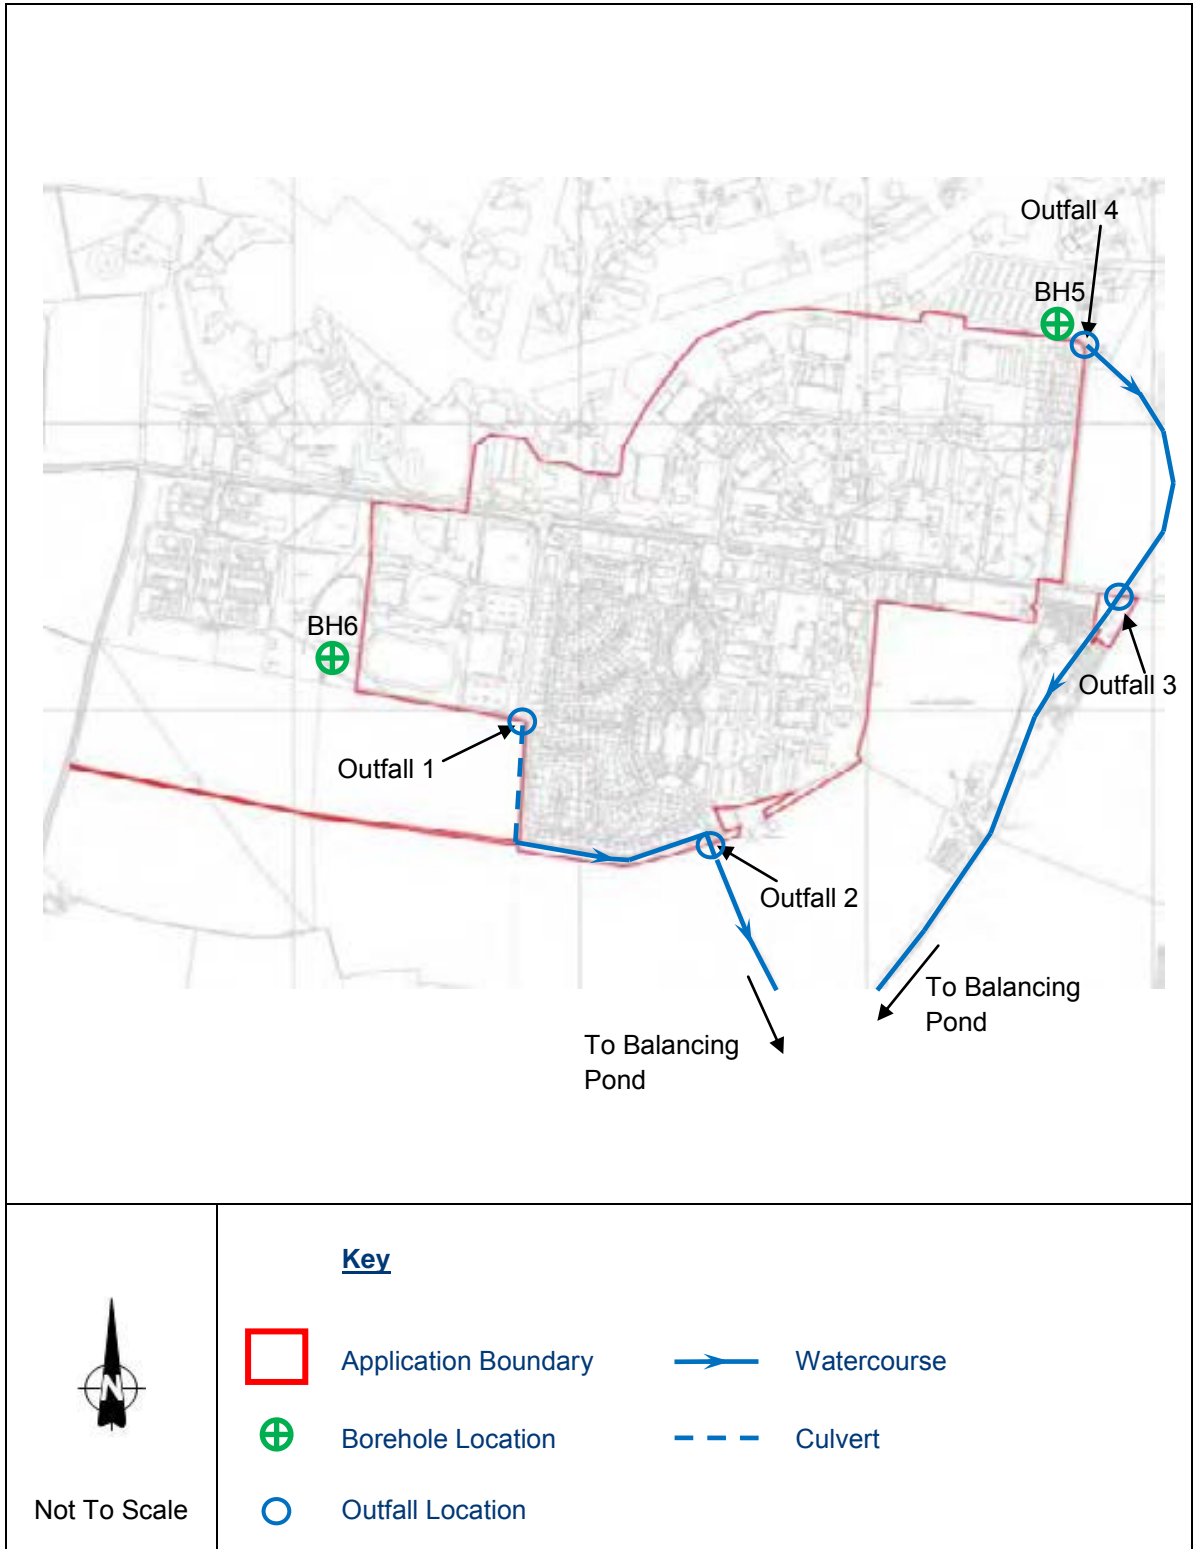 Outfall 4
BH5
BH6
Outfall 3
Outfall 1
Outfall 2
To Balancing
Pond
To Balancing
Pond
Key
N
Application Boundary
Watercourse
Borehole Location
Culvert
Not To Scale
Outfall Location